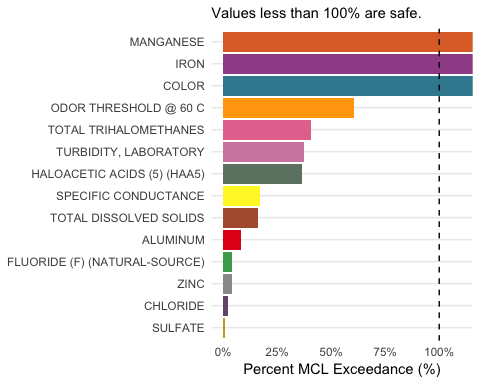 Values less than 100% are safe.
MANGANESE
IRON
COLOR
ODOR THRESHOLD @ 60 C
TOTAL TRIHALOMETHANES
TURBIDITY, LABORATORY
HALOACETIC ACIDS (5) (HAA5)
SPECIFIC CONDUCTANCE
TOTAL DISSOLVED SOLIDS
ALUMINUM
FLUORIDE (F) (NATURAL-SOURCE)
ZINC
CHLORIDE
SULFATE
0% 25% 50% 75% 100%
Percent MCL Exceedance (%)